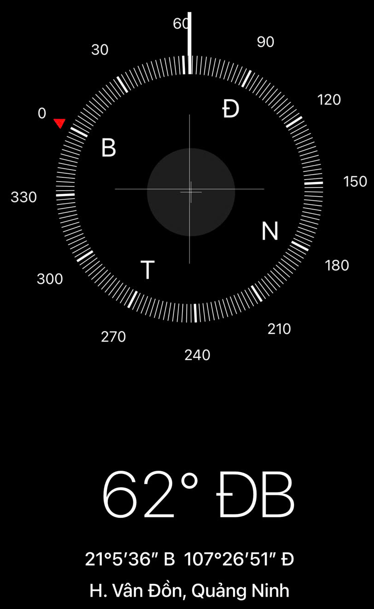 60
30
90
0
120
Đ
B
330
150
N
300
T
180
270
210
240
62° ĐB
21°5′36″ B 107°26′51″ Đ
H. Vân Đồn, Quảng Ninh